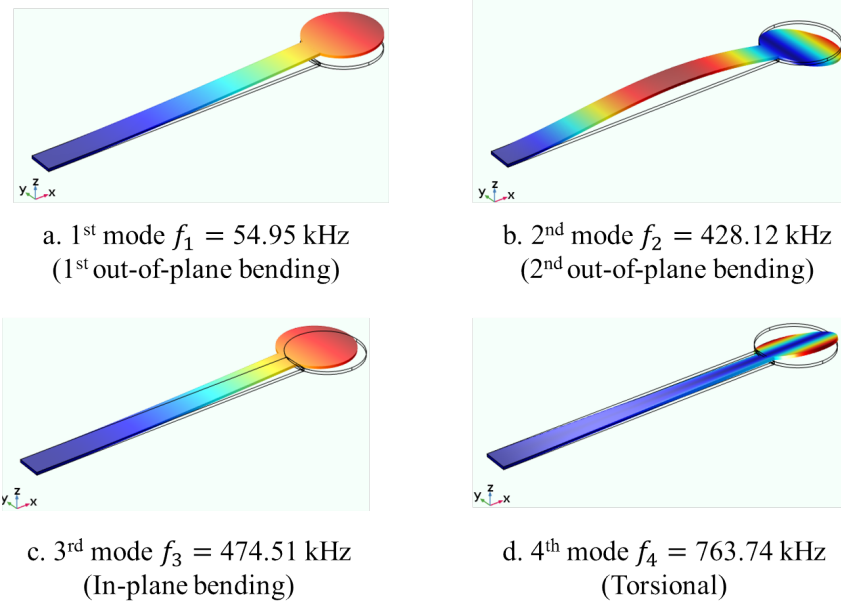 y z x
y z x
a. 1st mode f₁ = 54.95 kHz
(1st out-of-plane bending)
b. 2nd mode f₂ = 428.12 kHz
(2nd out-of-plane bending)
y z x
y z x
c. 3rd mode f₃ = 474.51 kHz
(In-plane bending)
d. 4th mode f₄ = 763.74 kHz
(Torsional)